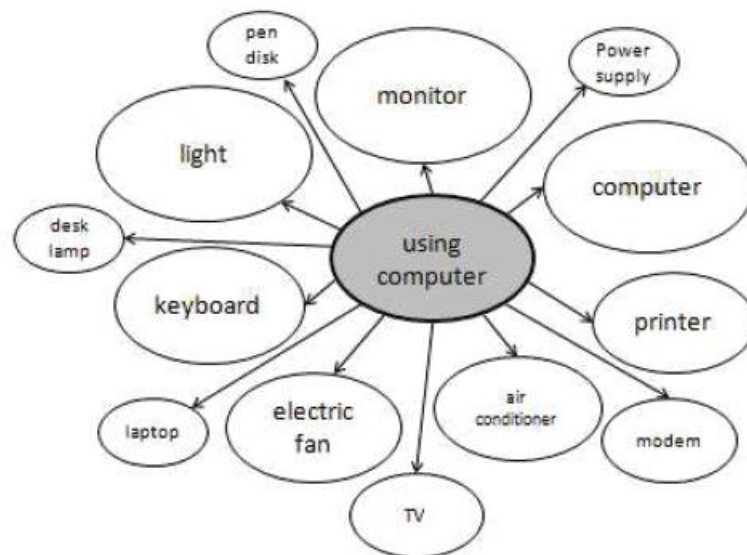 pen
disk
monitor
Power
supply
light
computer
desk
lamp
using
computer
keyboard
printer
laptop
electric
fan
air
conditioner
modem
TV